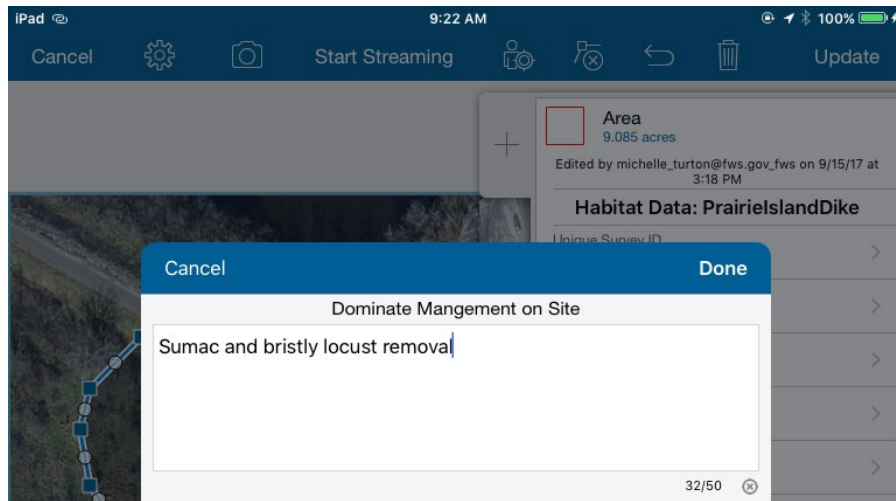 iPad 9:22 AM 100%
Cancel Start Streaming Update
Area
9.085 acres
Edited by michelle_turton@fws.gov_fws on 9/15/17 at
3:18 PM
Habitat Data: PrairieIslandDike
Unique Survey ID
Cancel Done
Dominate Mangement on Site
Sumac and bristly locust removal
32/50